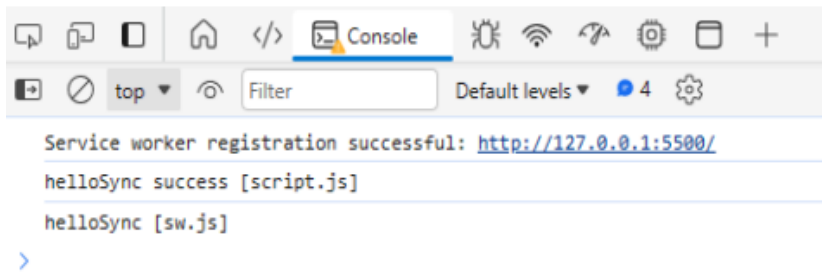 Console
top Filter Default levels 4
Service worker registration successful: http://127.0.0.1:5500/
helloSync success [script.js]
helloSync [sw.js]